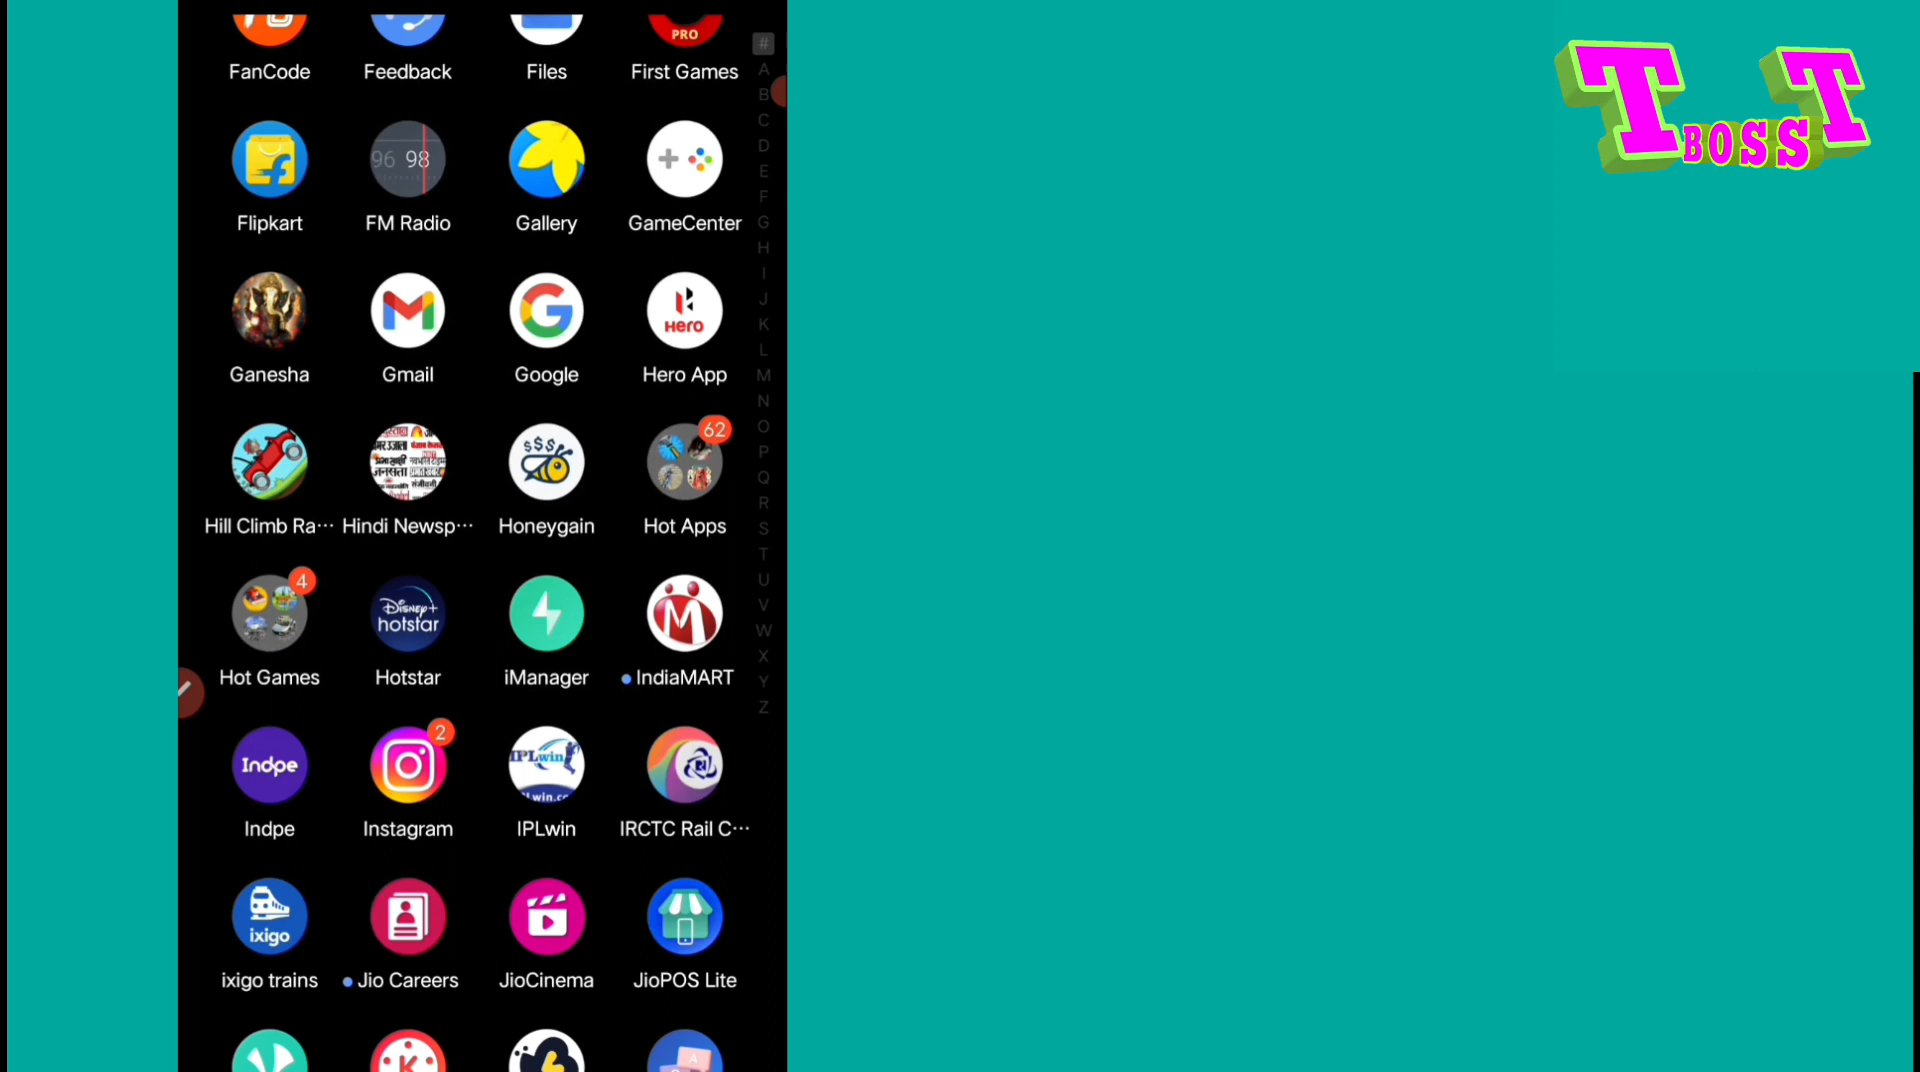 PRO
FanCode Feedback Files First Games
96 98
Flipkart FM Radio Gallery GameCenter
HERO
Ganesha Gmail Google Hero App
$$$
62
Hill Climb Ra··· Hindi Newsp··· Honeygain Hot Apps
4
Disney+
hotstar
Hot Games Hotstar iManager IndiaMART
Indpe
2
IPLwin
Indpe Instagram IPLwin IRCTC Rail C···
ixigo
ixigo trains Jio Careers JioCinema JioPOS Lite
K
A
#
A
B
C
D
E
F
G
H
I
J
K
L
M
N
O
P
Q
R
S
T
U
V
W
X
Y
Z
T BOSS T